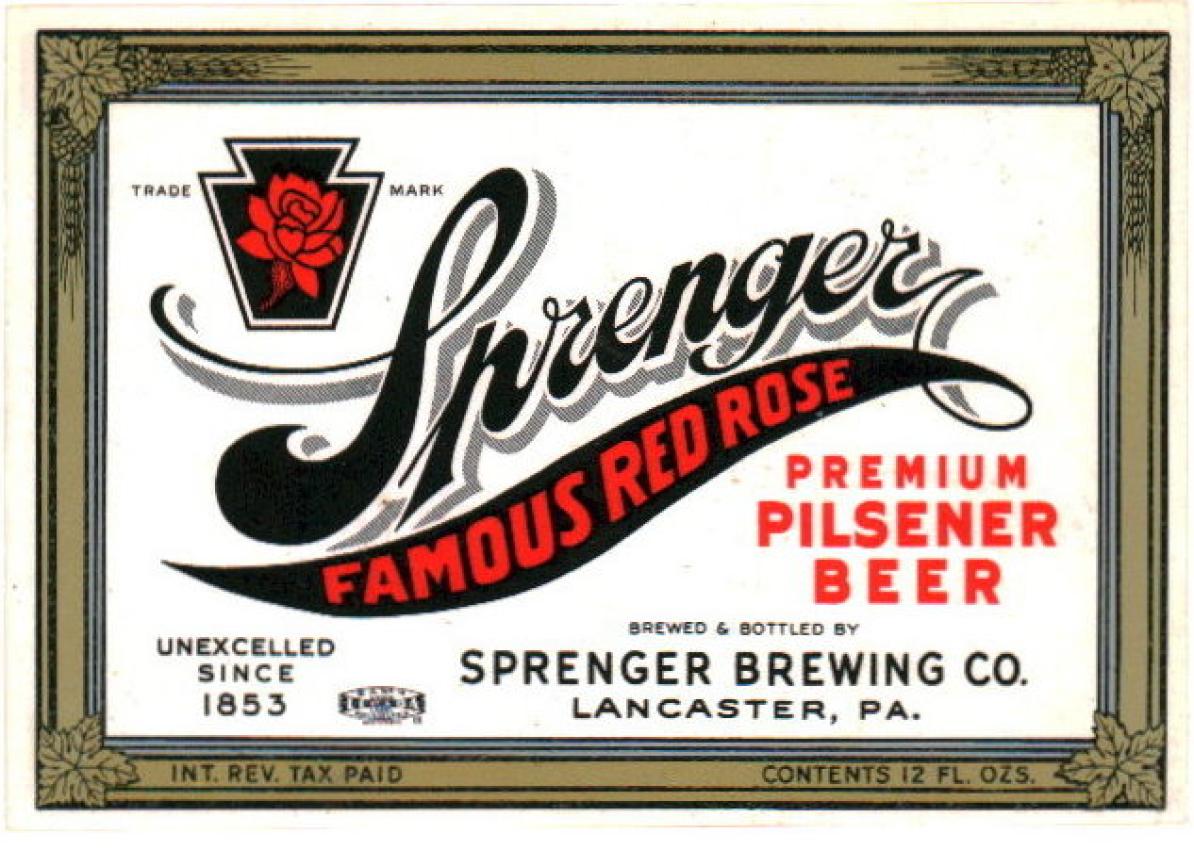 TRADE MARK
Sprenger
FAMOUS RED ROSE
PREMIUM
PILSENER
BEER
BREWED & BOTTLED BY
SPRENGER BREWING CO.
LANCASTER, PA.
UNEXCELLED
SINCE
1853
INT. REV. TAX PAID
CONTENTS 12 FL. OZS.